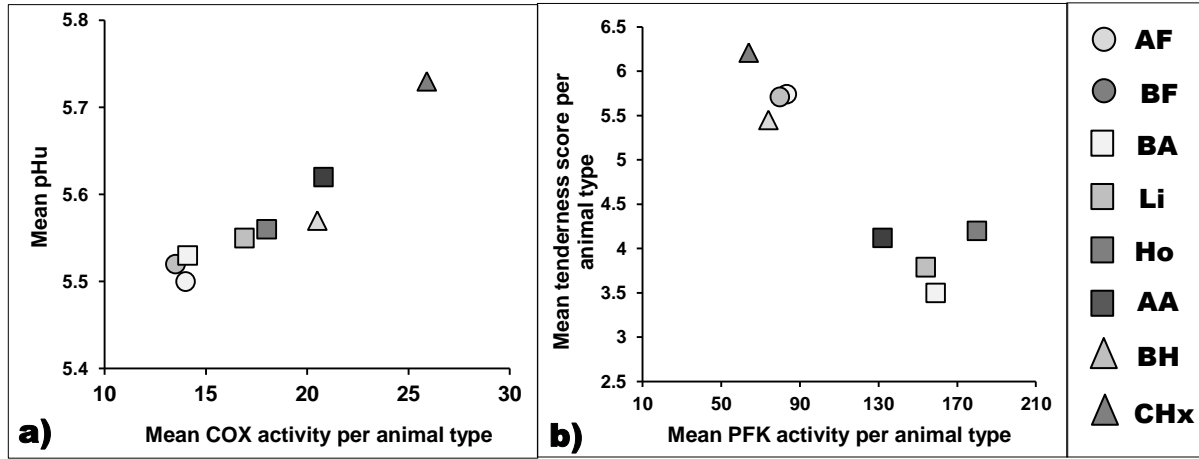 5.8
5.7
5.6
5.5
5.4
Mean pHu
10 15 20 25 30
a) Mean COX activity per animal type
6.5
6
5.5
5
4.5
4
3.5
3
2.5
Mean tenderness score per
animal type
10 50 90 130 170 210
b) Mean PFK activity per animal type
AF
BF
BA
Li
Ho
AA
BH
CHx